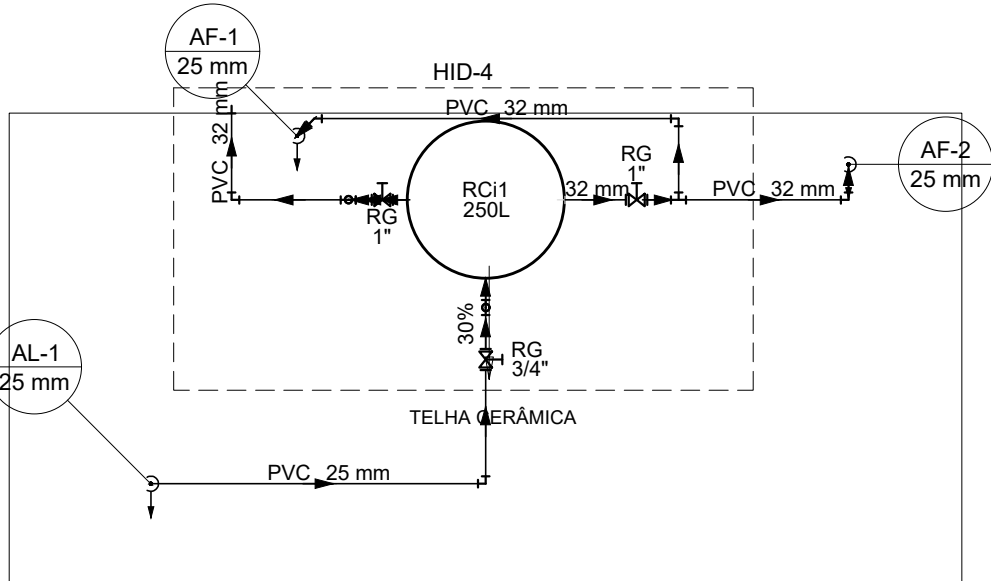 AF-1
25 mm
HID-4
PVC 32 mm
PVC 32 mm
RCi1
250L
RG
1"
32 mm
RG
1"
PVC 32 mm
AF-2
25 mm
30%
RG
3/4"
AL-1
25 mm
TELHA CERÂMICA
PVC 25 mm